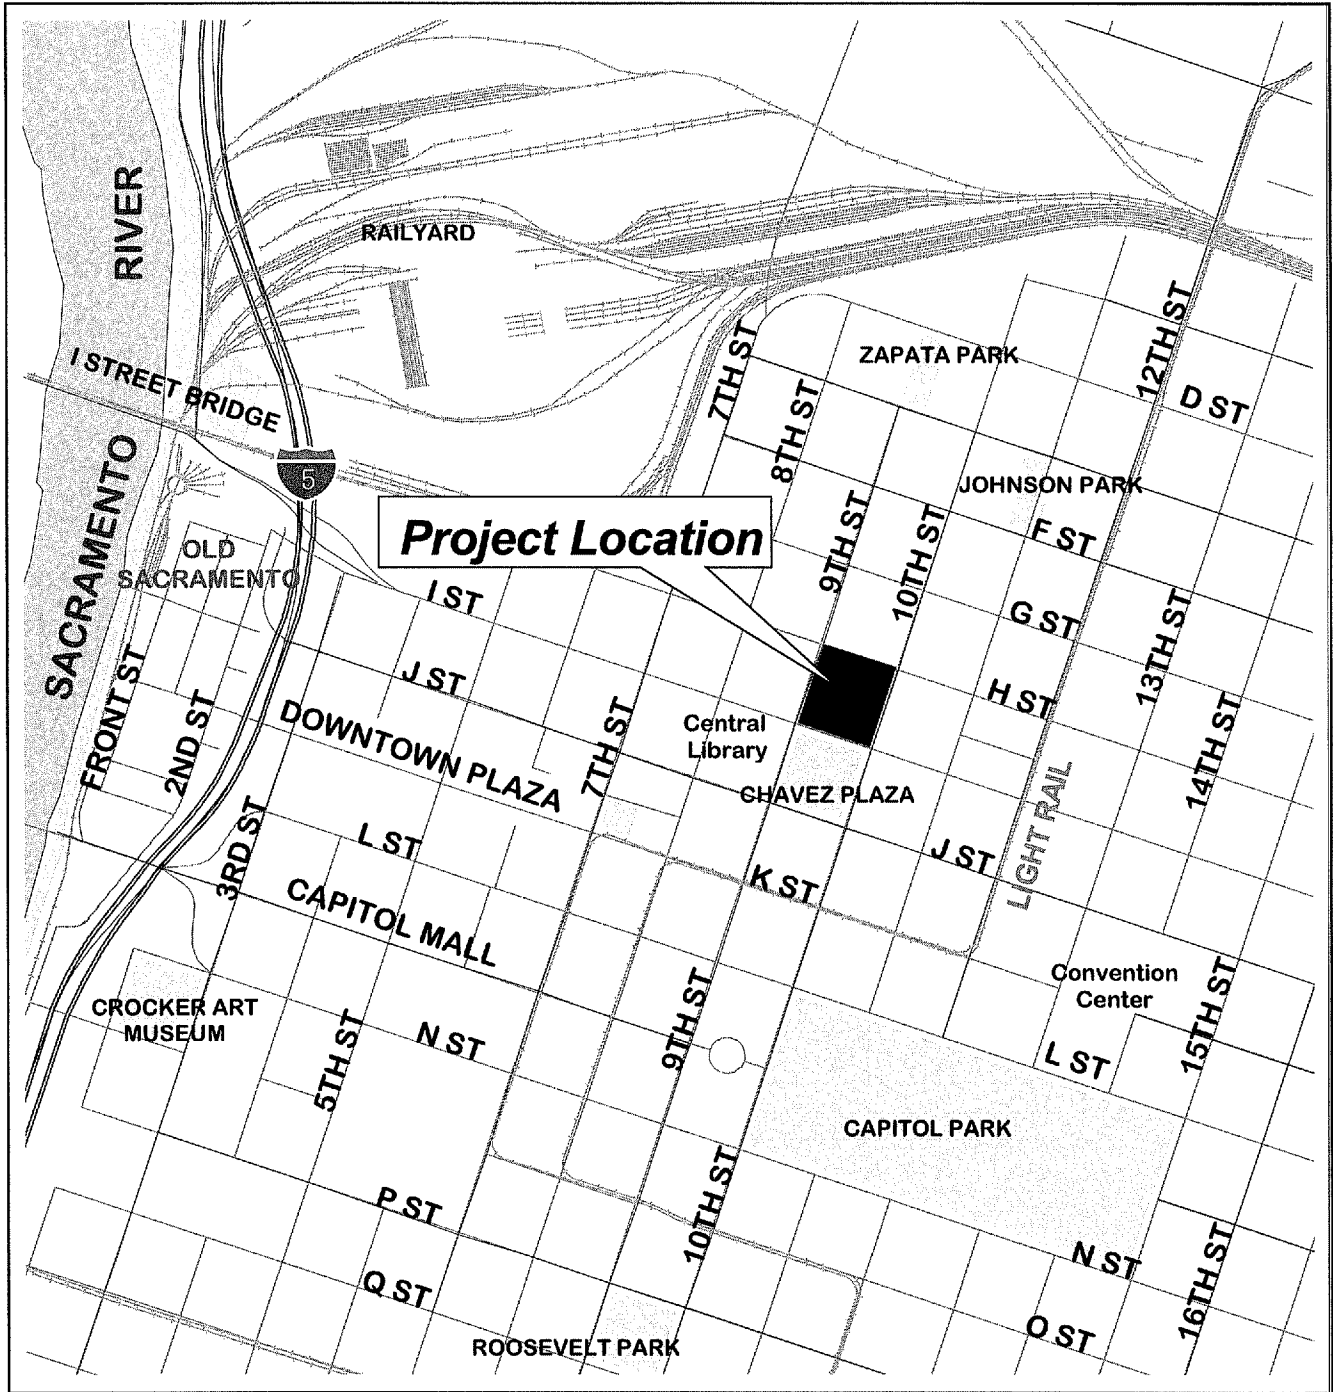 RIVER
RAILYARD
12TH ST
7TH ST
ZAPATA PARK
I STREET BRIDGE
8TH ST
D ST
SACRAMENTO
5
JOHNSON PARK
9TH ST
10TH ST
F ST
Project Location
OLD
SACRAMENTO
I ST
G ST
13TH ST
FRONT ST
J ST
H ST
2ND ST
DOWNTOWN PLAZA
7TH ST
Central
Library
14TH ST
CHAVEZ PLAZA
LIGHT RAIL
3RD ST
L ST
J ST
K ST
CAPITOL MALL
Convention
Center
15TH ST
CROCKER ART
MUSEUM
5TH ST
N ST
9TH ST
L ST
CAPITOL PARK
10TH ST
P ST
N ST
16TH ST
Q ST
O ST
ROOSEVELT PARK